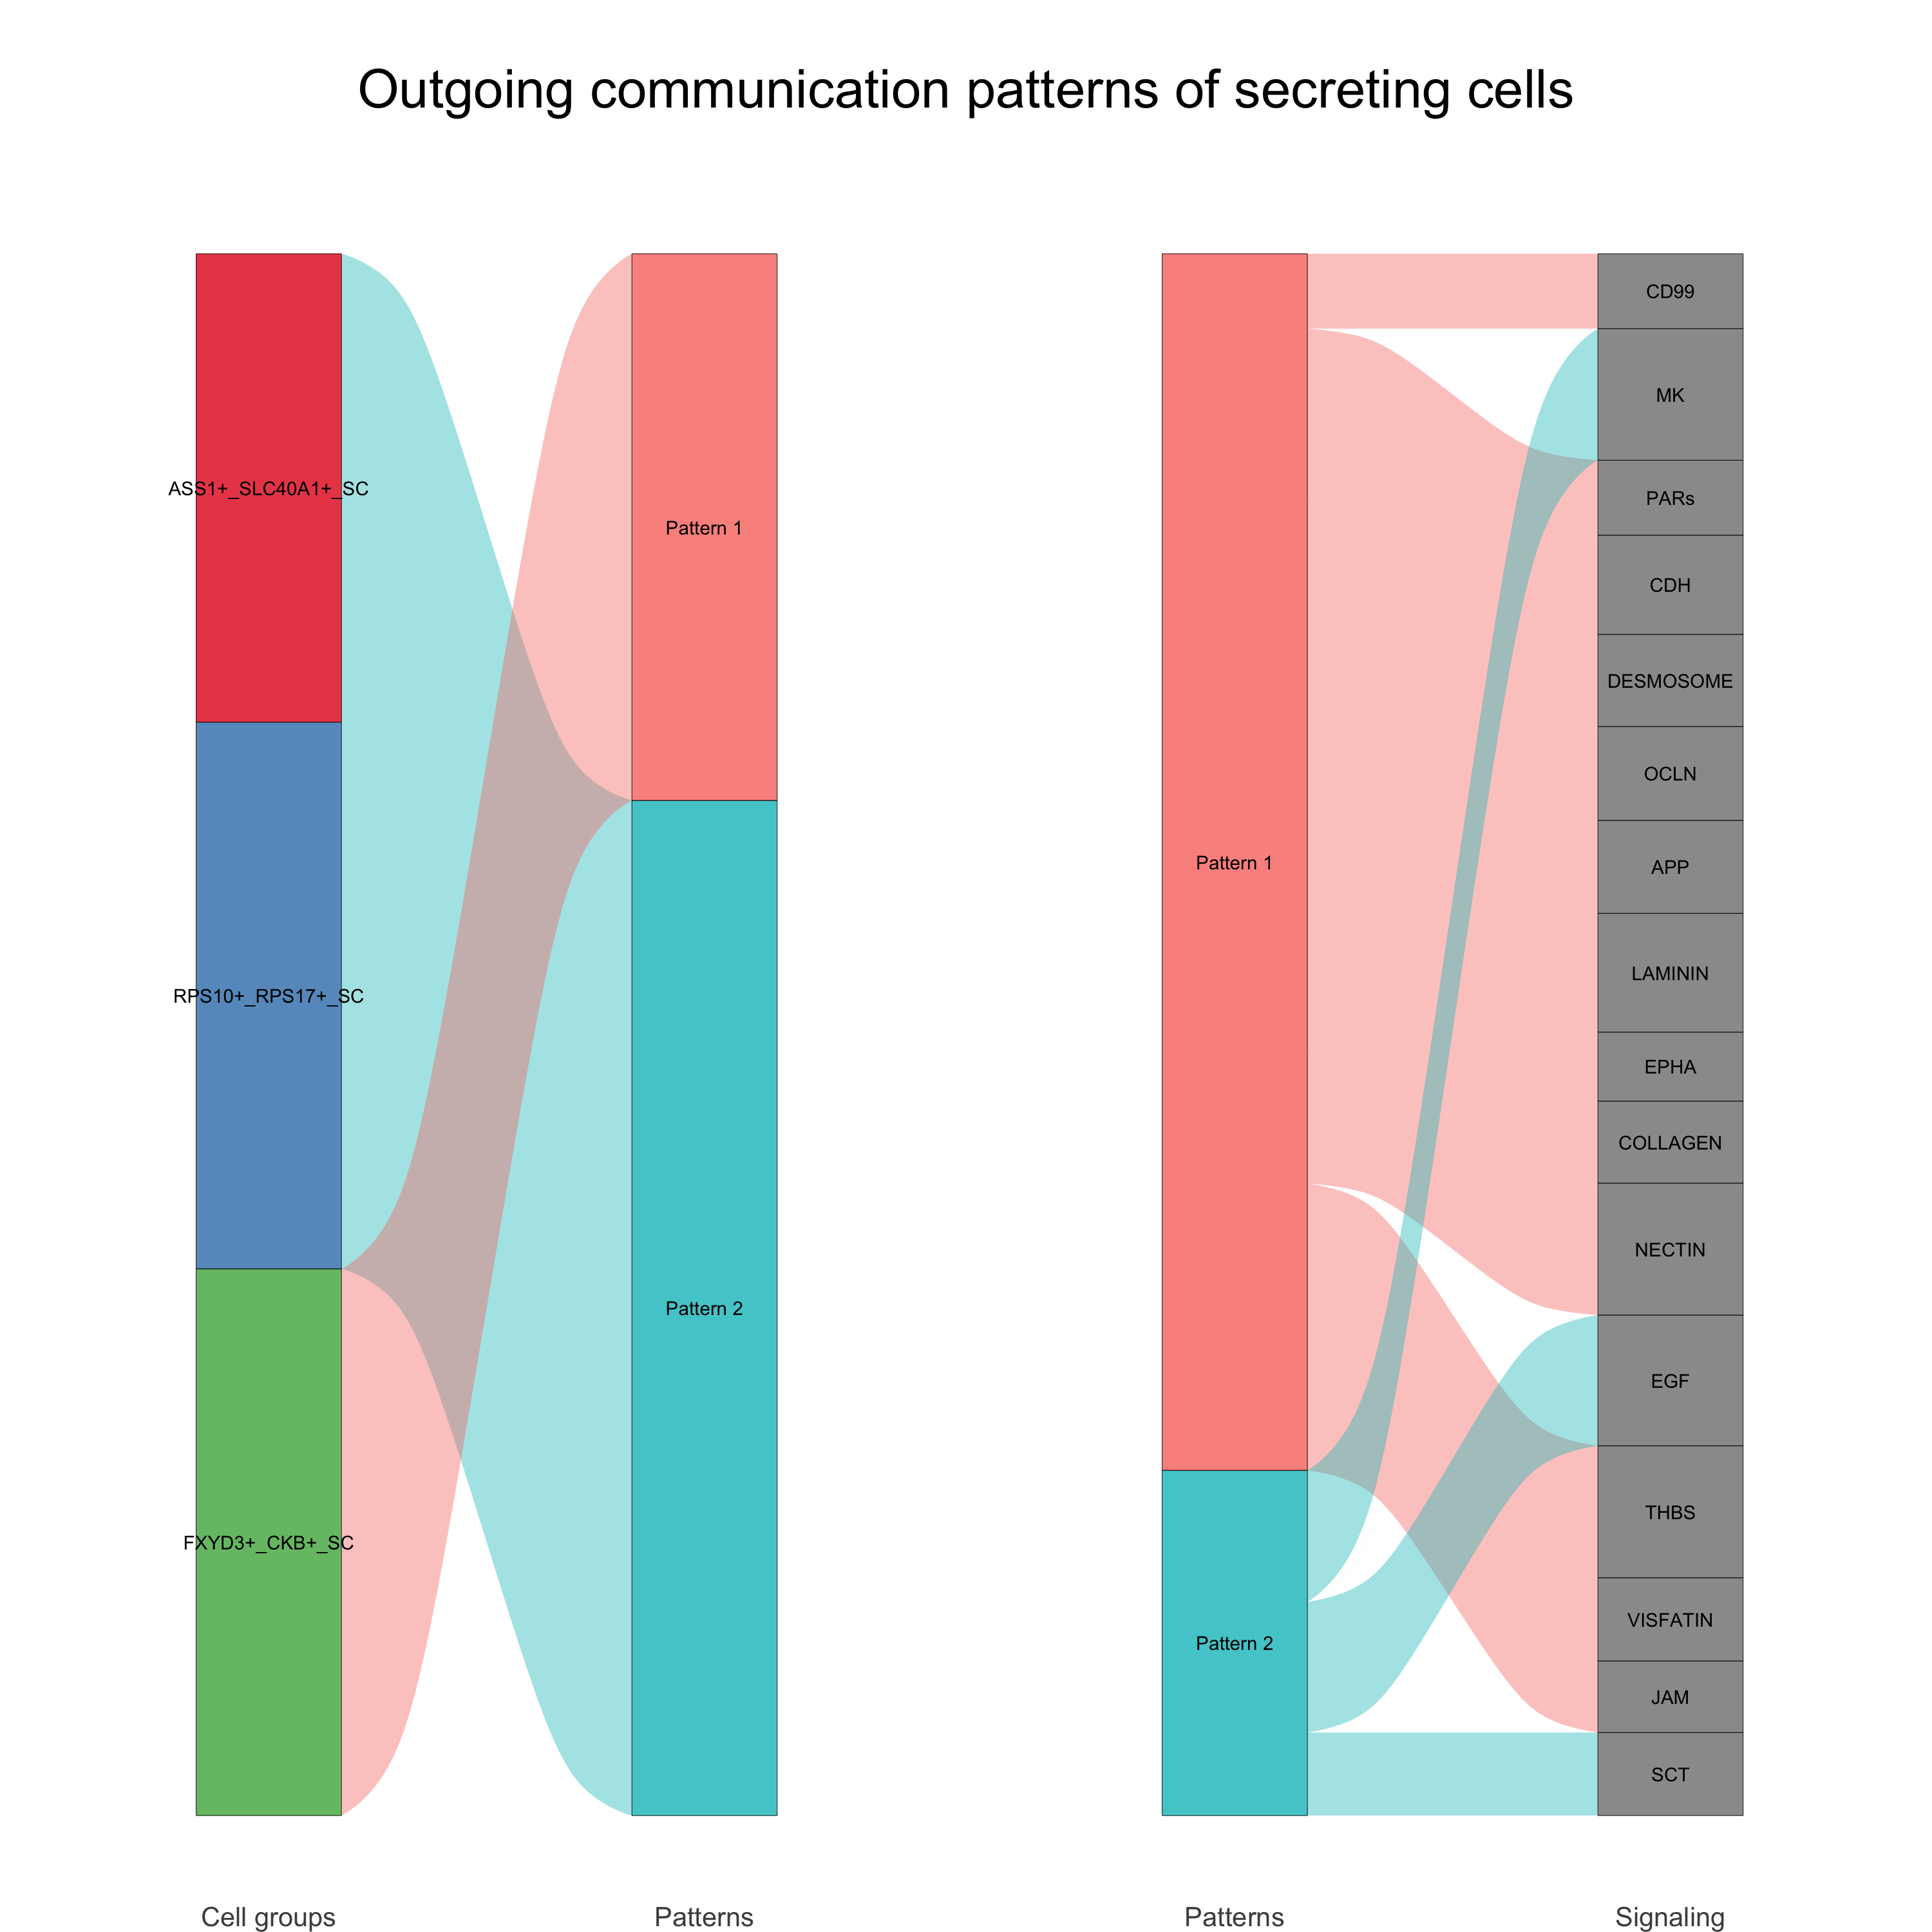 Outgoing communication patterns of secreting cells
ASS1+_SLC40A1+_SC
RPS10+_RPS17+_SC
FXYD3+_CKB+_SC
Pattern 1
Pattern 2
Pattern 1
Pattern 2
CD99
MK
PARs
CDH
DESMOSOME
OCLN
APP
LAMININ
EPHA
COLLAGEN
NECTIN
EGF
THBS
VISFATIN
JAM
SCT
Cell groups
Patterns
Patterns
Signaling